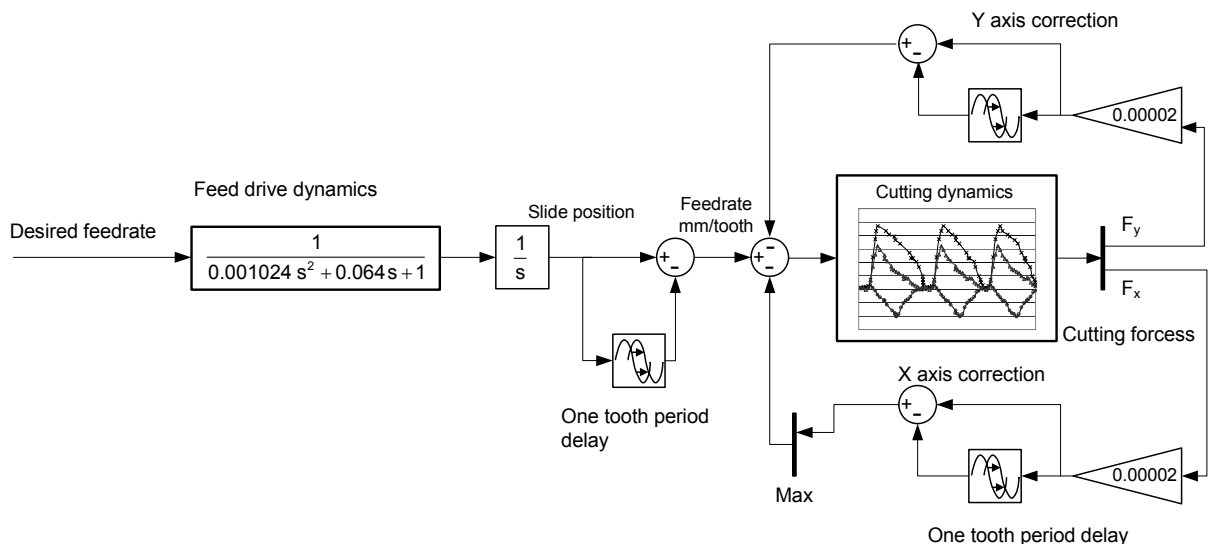 Y axis correction
0.00002
Feed drive dynamics
Desired feedrate
1
0.001024 s² + 0.064 s + 1
Slide position
1
s
Feedrate
mm/tooth
Cutting dynamics
F_y
F_x
Cutting forcess
One tooth period
delay
X axis correction
Max
0.00002
One tooth period delay
+
-
+
-
-
+
-
+
-